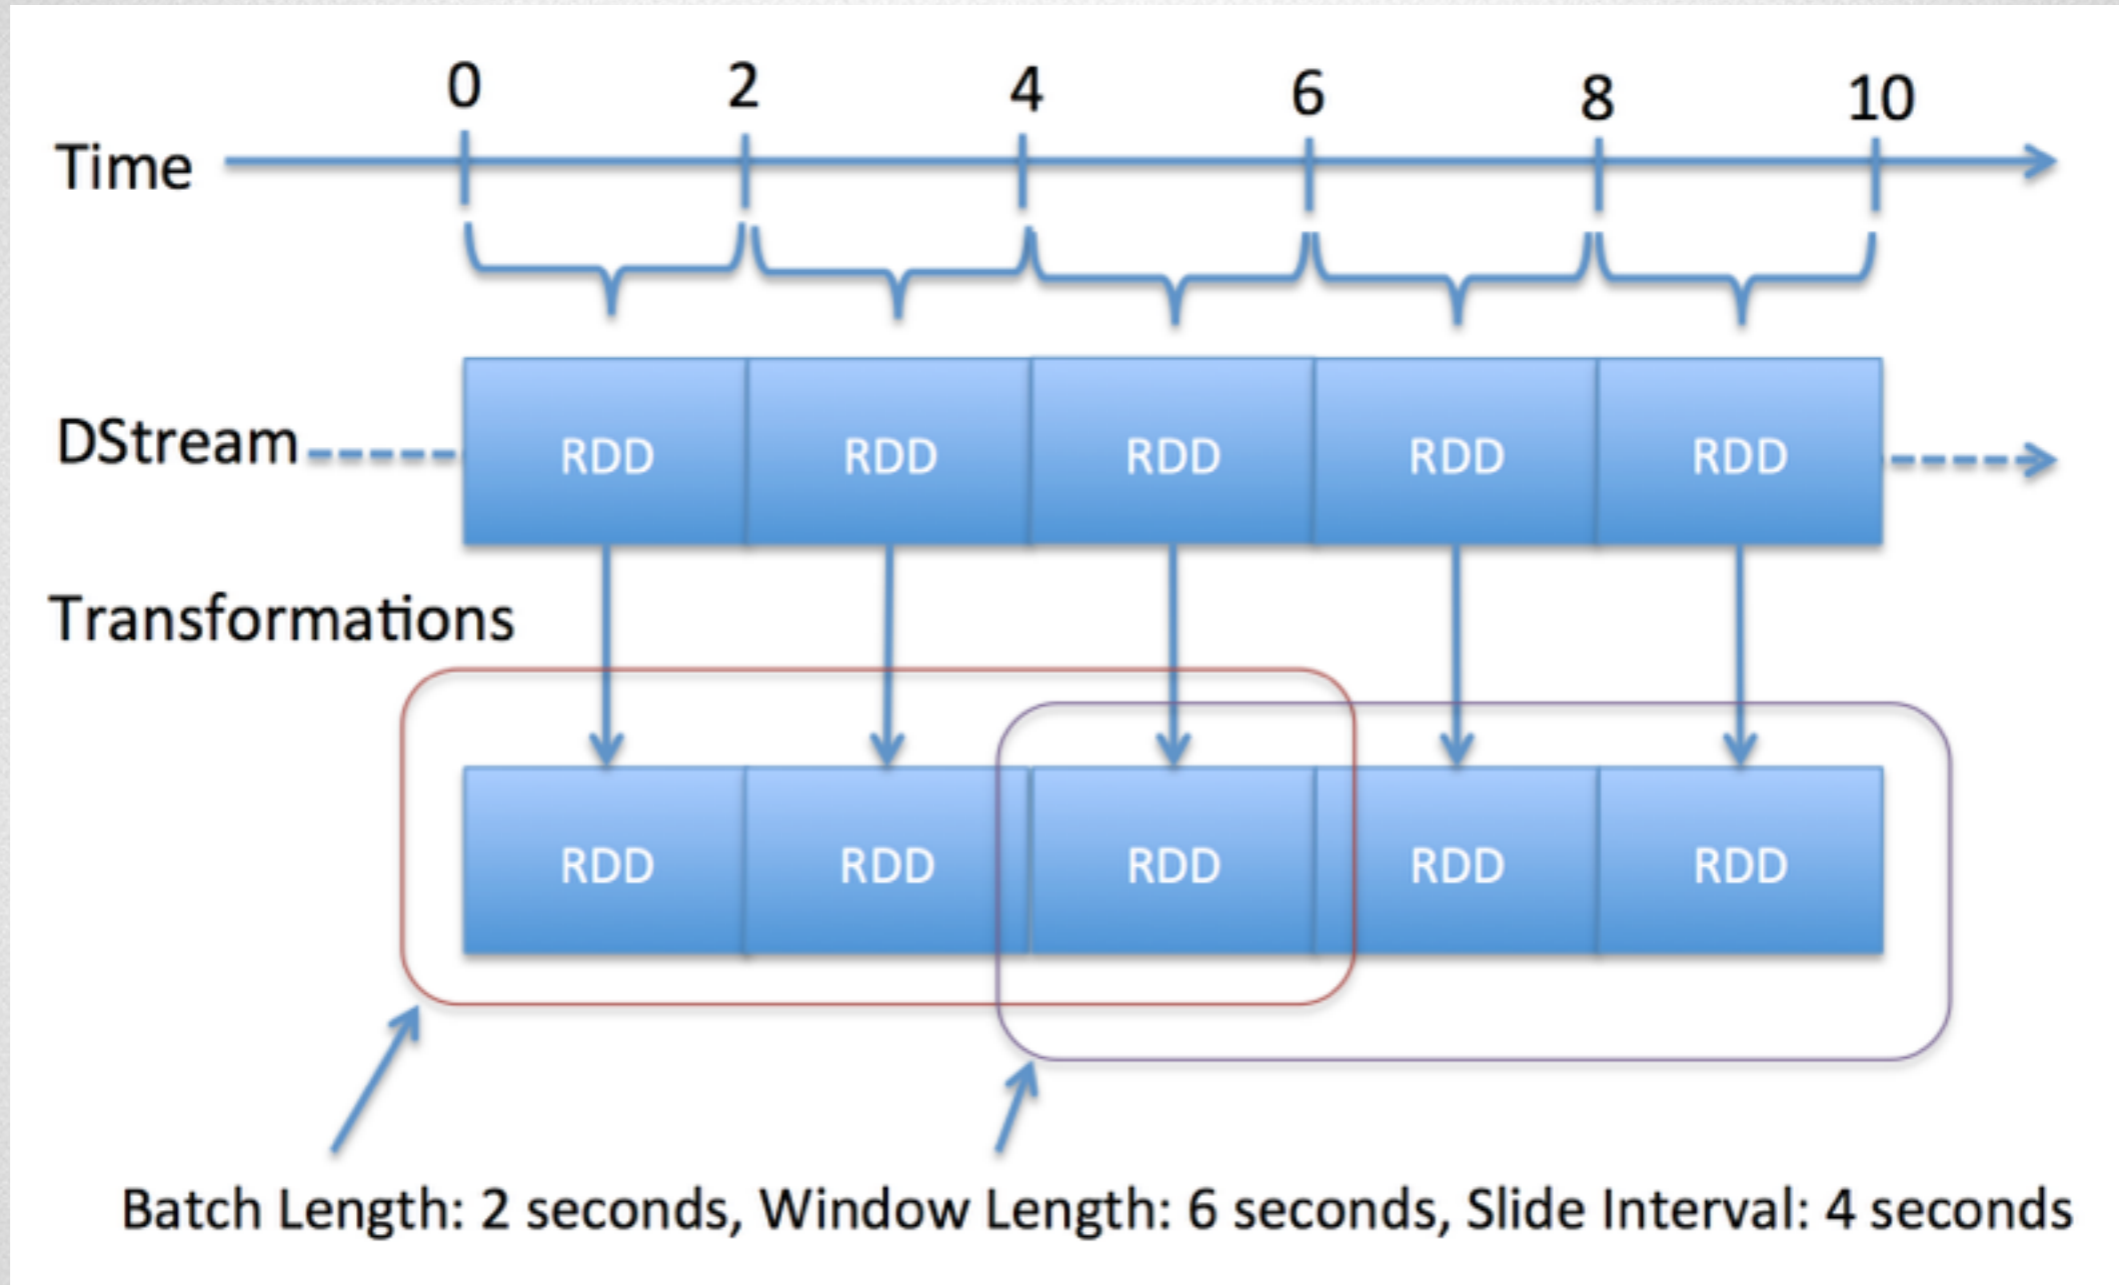 0 2 4 6 8 10
Time
DStream RDD RDD RDD RDD RDD
Transformations
RDD RDD RDD RDD RDD
Batch Length: 2 seconds, Window Length: 6 seconds, Slide Interval: 4 seconds